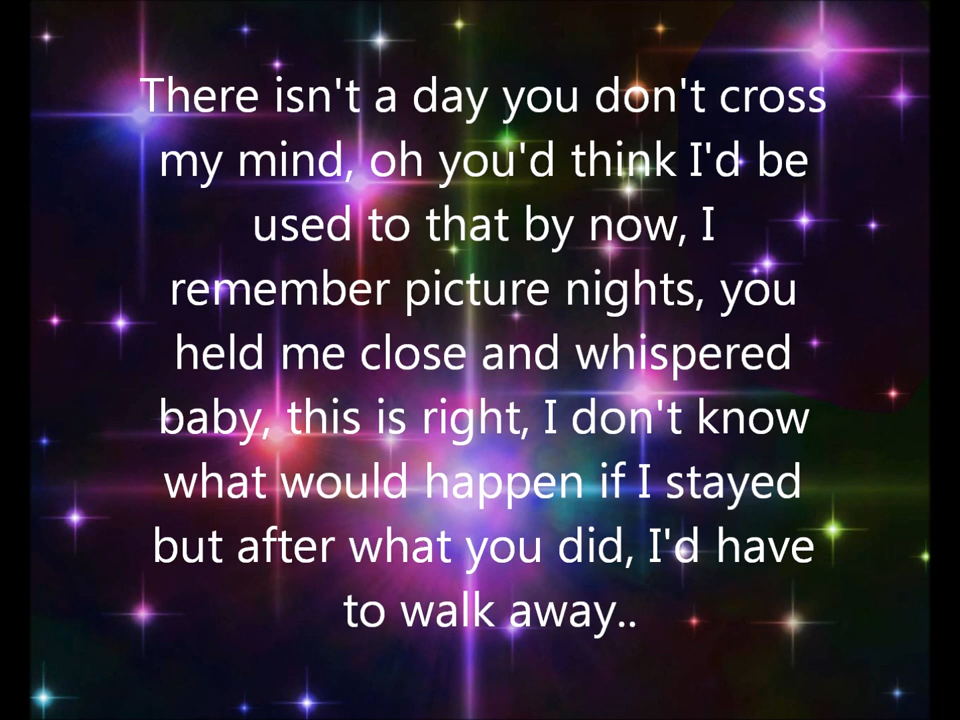 There isn't a day you don't cross
my mind, oh you'd think I'd be
used to that by now, I
remember picture nights, you
held me close and whispered
baby, this is right, I don't know
what would happen if I stayed
but after what you did, I'd have
to walk away..